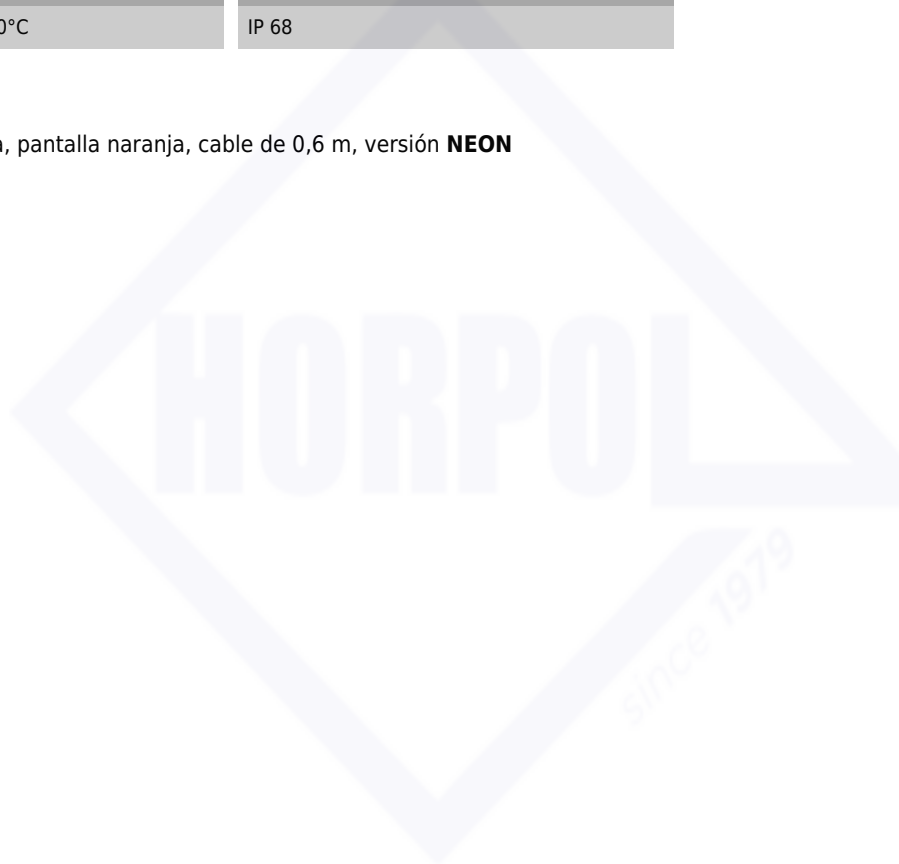 0°C
IP 68
, pantalla naranja, cable de 0,6 m, versión NEON
HORPOL
since 1979